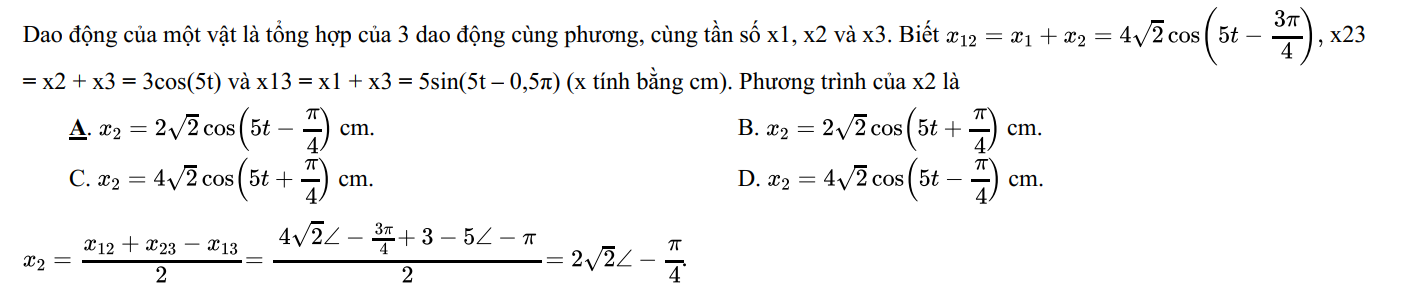 Dao động của một vật là tổng hợp của 3 dao động cùng phương, cùng tần số x1, x2 và x3. Biết $x_{12} = x_1 + x_2 = 4\sqrt{2}\cos\left(5t - \frac{3\pi}{4}\right)$, x23
= x2 + x3 = 3cos(5t) và x13 = x1 + x3 = 5sin(5t – 0,5π) (x tính bằng cm). Phương trình của x2 là
A. $x_2 = 2\sqrt{2}\cos\left(5t - \frac{\pi}{4}\right)$ cm. B. $x_2 = 2\sqrt{2}\cos\left(5t + \frac{\pi}{4}\right)$ cm.
C. $x_2 = 4\sqrt{2}\cos\left(5t + \frac{\pi}{4}\right)$ cm. D. $x_2 = 4\sqrt{2}\cos\left(5t - \frac{\pi}{4}\right)$ cm.
$x_2 = \frac{x_{12} + x_{23} - x_{13}}{2} = \frac{4\sqrt{2}\angle - \frac{3\pi}{4} + 3 - 5\angle - \pi}{2} = 2\sqrt{2}\angle - \frac{\pi}{4}.$